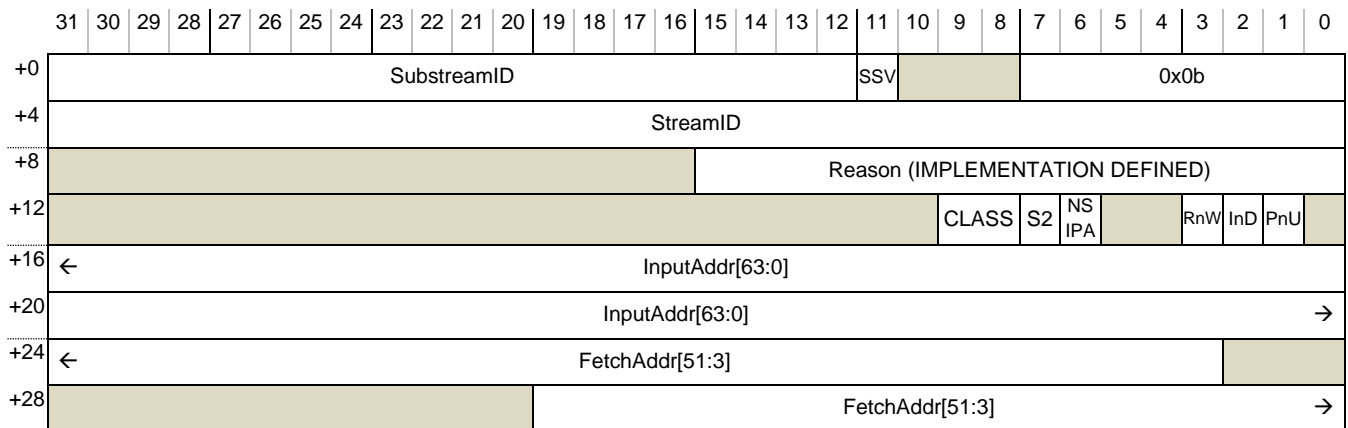 31 30 29 28 27 26 25 24 23 22 21 20 19 18 17 16 15 14 13 12 11 10 9 8 7 6 5 4 3 2 1 0
+0 SubstreamID SSV 0x0b
+4 StreamID
+8 Reason (IMPLEMENTATION DEFINED)
+12 CLASS S2 NS IPA RnW InD PnU
+16 ← InputAddr[63:0]
+20 InputAddr[63:0] →
+24 ← FetchAddr[51:3]
+28 FetchAddr[51:3] →